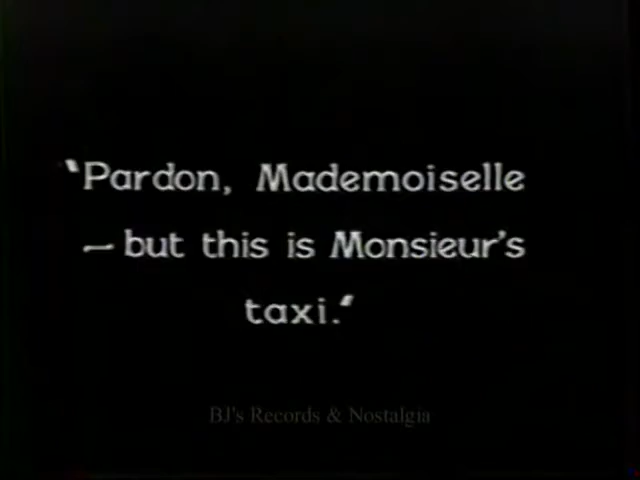 "Pardon, Mademoiselle
— but this is Monsieur's
taxi."
BJ's Records & Nostalgia